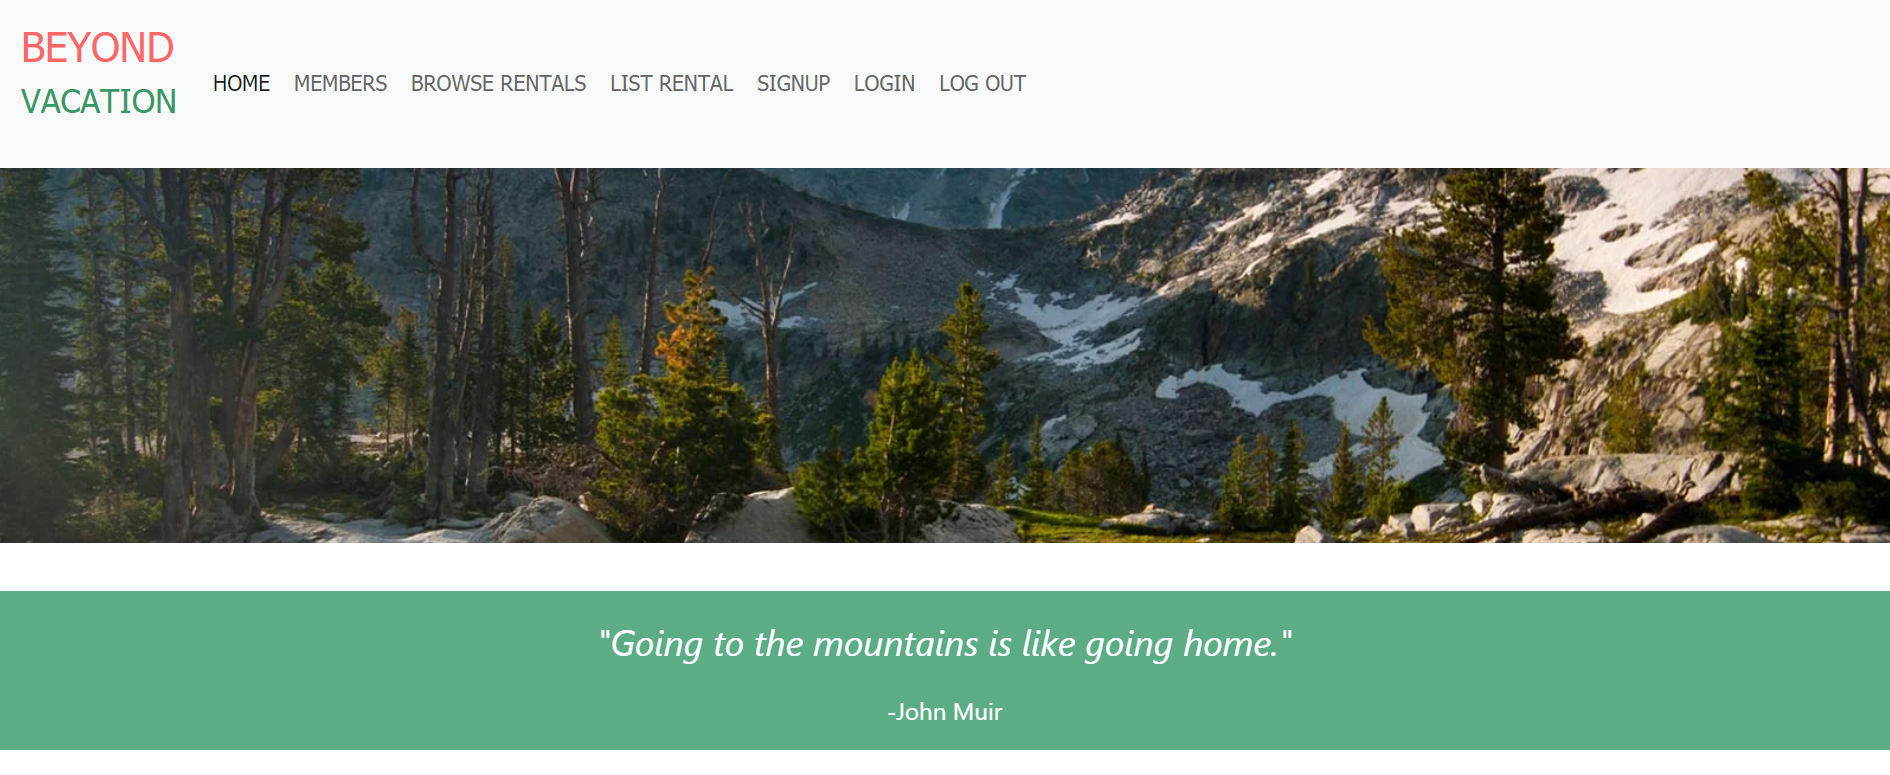 BEYOND
VACATION
HOME MEMBERS BROWSE RENTALS LIST RENTAL SIGNUP LOGIN LOG OUT
"Going to the mountains is like going home."
-John Muir